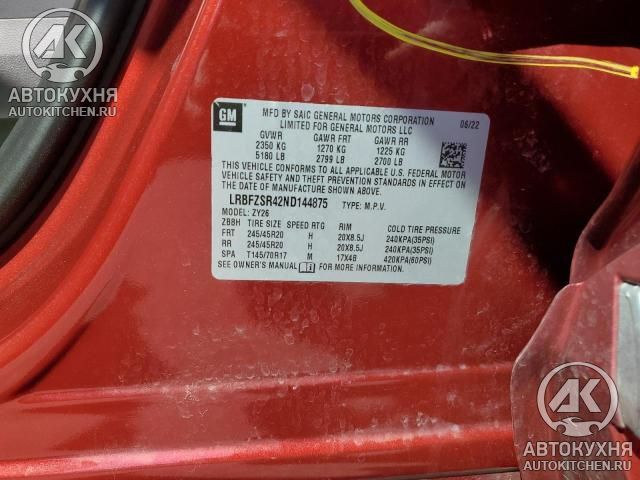 AK
АВТОКУХНЯ
AUTOKITCHEN.RU
GM
MFD BY SAIC GENERAL MOTORS CORPORATION
LIMITED FOR GENERAL MOTORS LLC
06/22
GVWR GAWR FRT GAWR RR
2350 KG 1270 KG 1225 KG
5180 LB 2799 LB 2700 LB
THIS VEHICLE CONFORMS TO ALL APPLICABLE U.S. FEDERAL MOTOR
VEHICLE SAFETY AND THEFT PREVENTION STANDARDS IN EFFECT ON THE
DATE OF MANUFACTURE SHOWN ABOVE.
LRBFZSR42ND144875 TYPE: M.P.V.
MODEL: ZY26
ZBBH TIRE SIZE SPEED RTG RIM COLD TIRE PRESSURE
FRT 245/45R20 H 20X8.5J 240KPA(35PSI)
RR 245/45R20 H 20X8.5J 240KPA(35PSI)
SPA T145/70R17 M 17X4B 420KPA(60PSI)
SEE OWNER'S MANUAL i FOR MORE INFORMATION.
AK
АВТОКУХНЯ
AUTOKITCHEN.RU